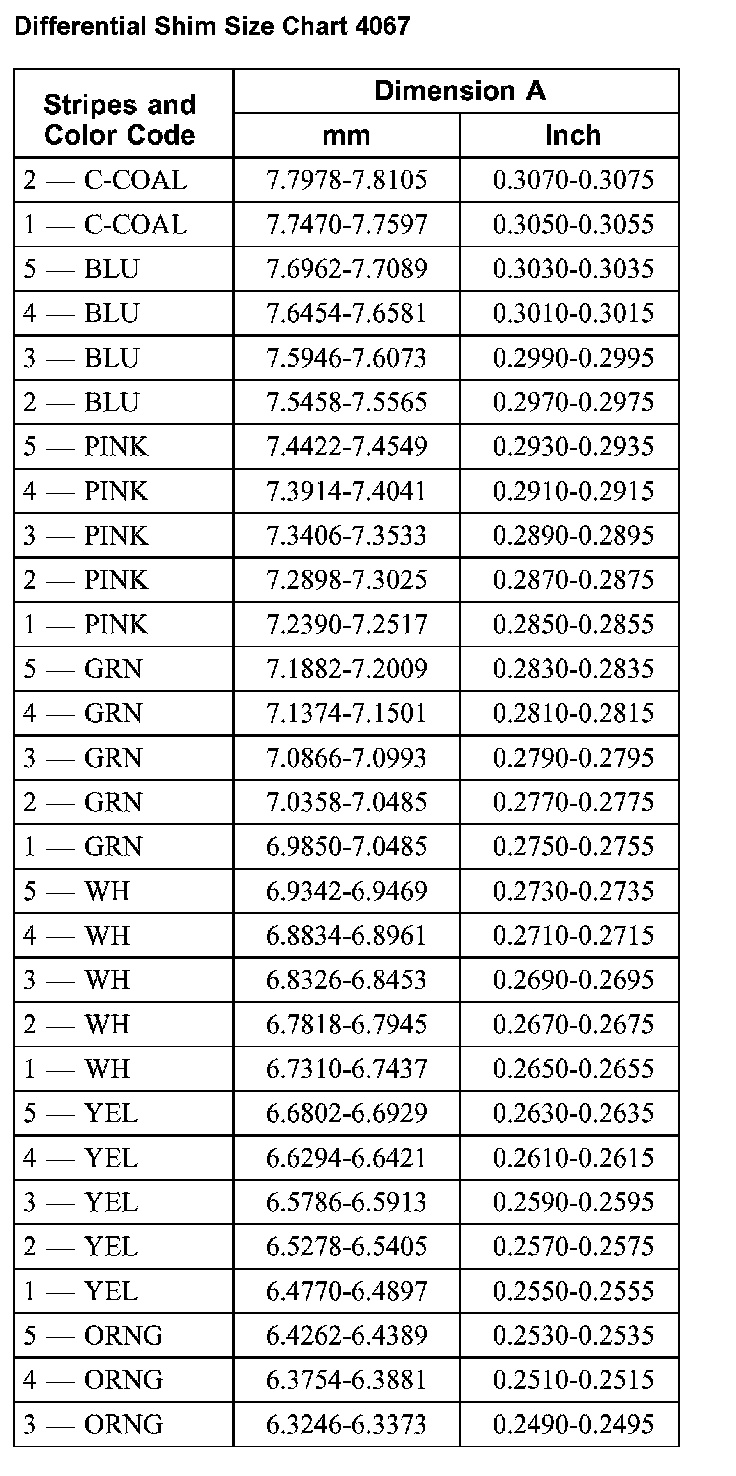 Differential Shim Size Chart 4067
Stripes and Color Code Dimension A
mm Inch
2 — C-COAL 7.7978-7.8105 0.3070-0.3075
1 — C-COAL 7.7470-7.7597 0.3050-0.3055
5 — BLU 7.6962-7.7089 0.3030-0.3035
4 — BLU 7.6454-7.6581 0.3010-0.3015
3 — BLU 7.5946-7.6073 0.2990-0.2995
2 — BLU 7.5458-7.5565 0.2970-0.2975
5 — PINK 7.4422-7.4549 0.2930-0.2935
4 — PINK 7.3914-7.4041 0.2910-0.2915
3 — PINK 7.3406-7.3533 0.2890-0.2895
2 — PINK 7.2898-7.3025 0.2870-0.2875
1 — PINK 7.2390-7.2517 0.2850-0.2855
5 — GRN 7.1882-7.2009 0.2830-0.2835
4 — GRN 7.1374-7.1501 0.2810-0.2815
3 — GRN 7.0866-7.0993 0.2790-0.2795
2 — GRN 7.0358-7.0485 0.2770-0.2775
1 — GRN 6.9850-7.0485 0.2750-0.2755
5 — WH 6.9342-6.9469 0.2730-0.2735
4 — WH 6.8834-6.8961 0.2710-0.2715
3 — WH 6.8326-6.8453 0.2690-0.2695
2 — WH 6.7818-6.7945 0.2670-0.2675
1 — WH 6.7310-6.7437 0.2650-0.2655
5 — YEL 6.6802-6.6929 0.2630-0.2635
4 — YEL 6.6294-6.6421 0.2610-0.2615
3 — YEL 6.5786-6.5913 0.2590-0.2595
2 — YEL 6.5278-6.5405 0.2570-0.2575
1 — YEL 6.4770-6.4897 0.2550-0.2555
5 — ORNG 6.4262-6.4389 0.2530-0.2535
4 — ORNG 6.3754-6.3881 0.2510-0.2515
3 — ORNG 6.3246-6.3373 0.2490-0.2495